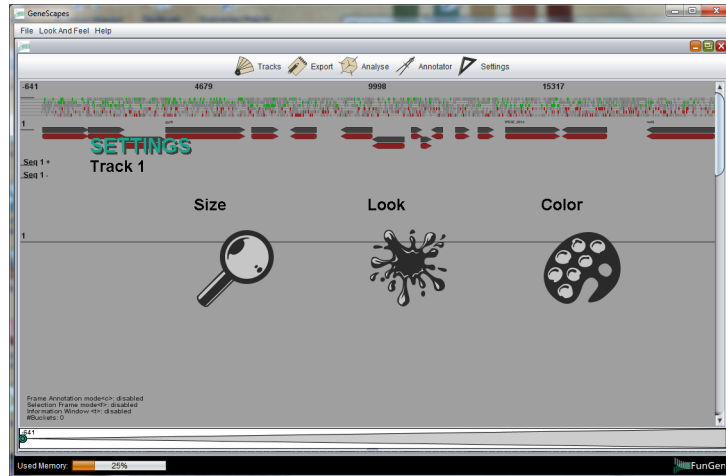 GeneScapes
File Look And Feel Help
Tracks Export Analyse Annotator Settings
-641 4679 9998 15317
1
SETTINGS
Track 1
Seq 1 +
Seq 1 -
Size Look Color
1
Frame Annotation mode<c>: disabled
Selection Frame mode<f>: disabled
Information Window <t>: disabled
#Buckets: 0
-641
Used Memory: 25%
FunGen